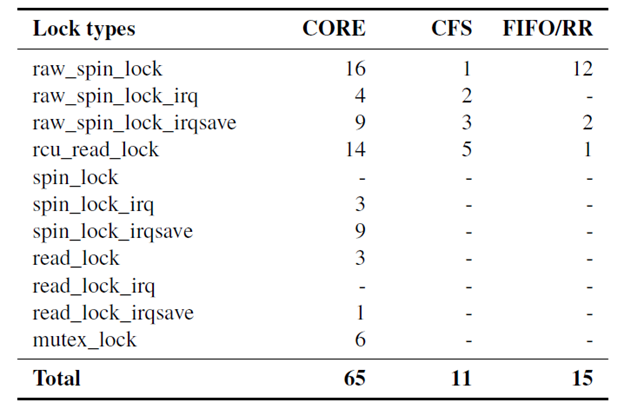 Lock types CORE CFS FIFO/RR
raw_spin_lock 16 1 12
raw_spin_lock_irq 4 2 -
raw_spin_lock_irqsave 9 3 2
rcu_read_lock 14 5 1
spin_lock - - -
spin_lock_irq 3 - -
spin_lock_irqsave 9 - -
read_lock 3 - -
read_lock_irq - - -
read_lock_irqsave 1 - -
mutex_lock 6 - -
Total 65 11 15